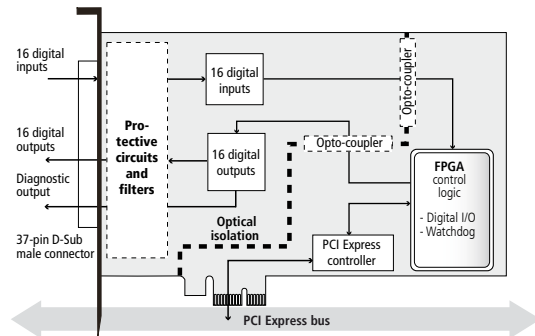 16 digital
inputs
16 digital
outputs
Diagnostic
output
37-pin D-Sub
male connector
Pro-
tective
circuits
and
filters
16 digital
inputs
16 digital
outputs
Opto-coupler
Opto-coupler
Optical
isolation
FPGA
control
logic
- Digital I/O
- Watchdog
PCI Express
controller
PCI Express bus